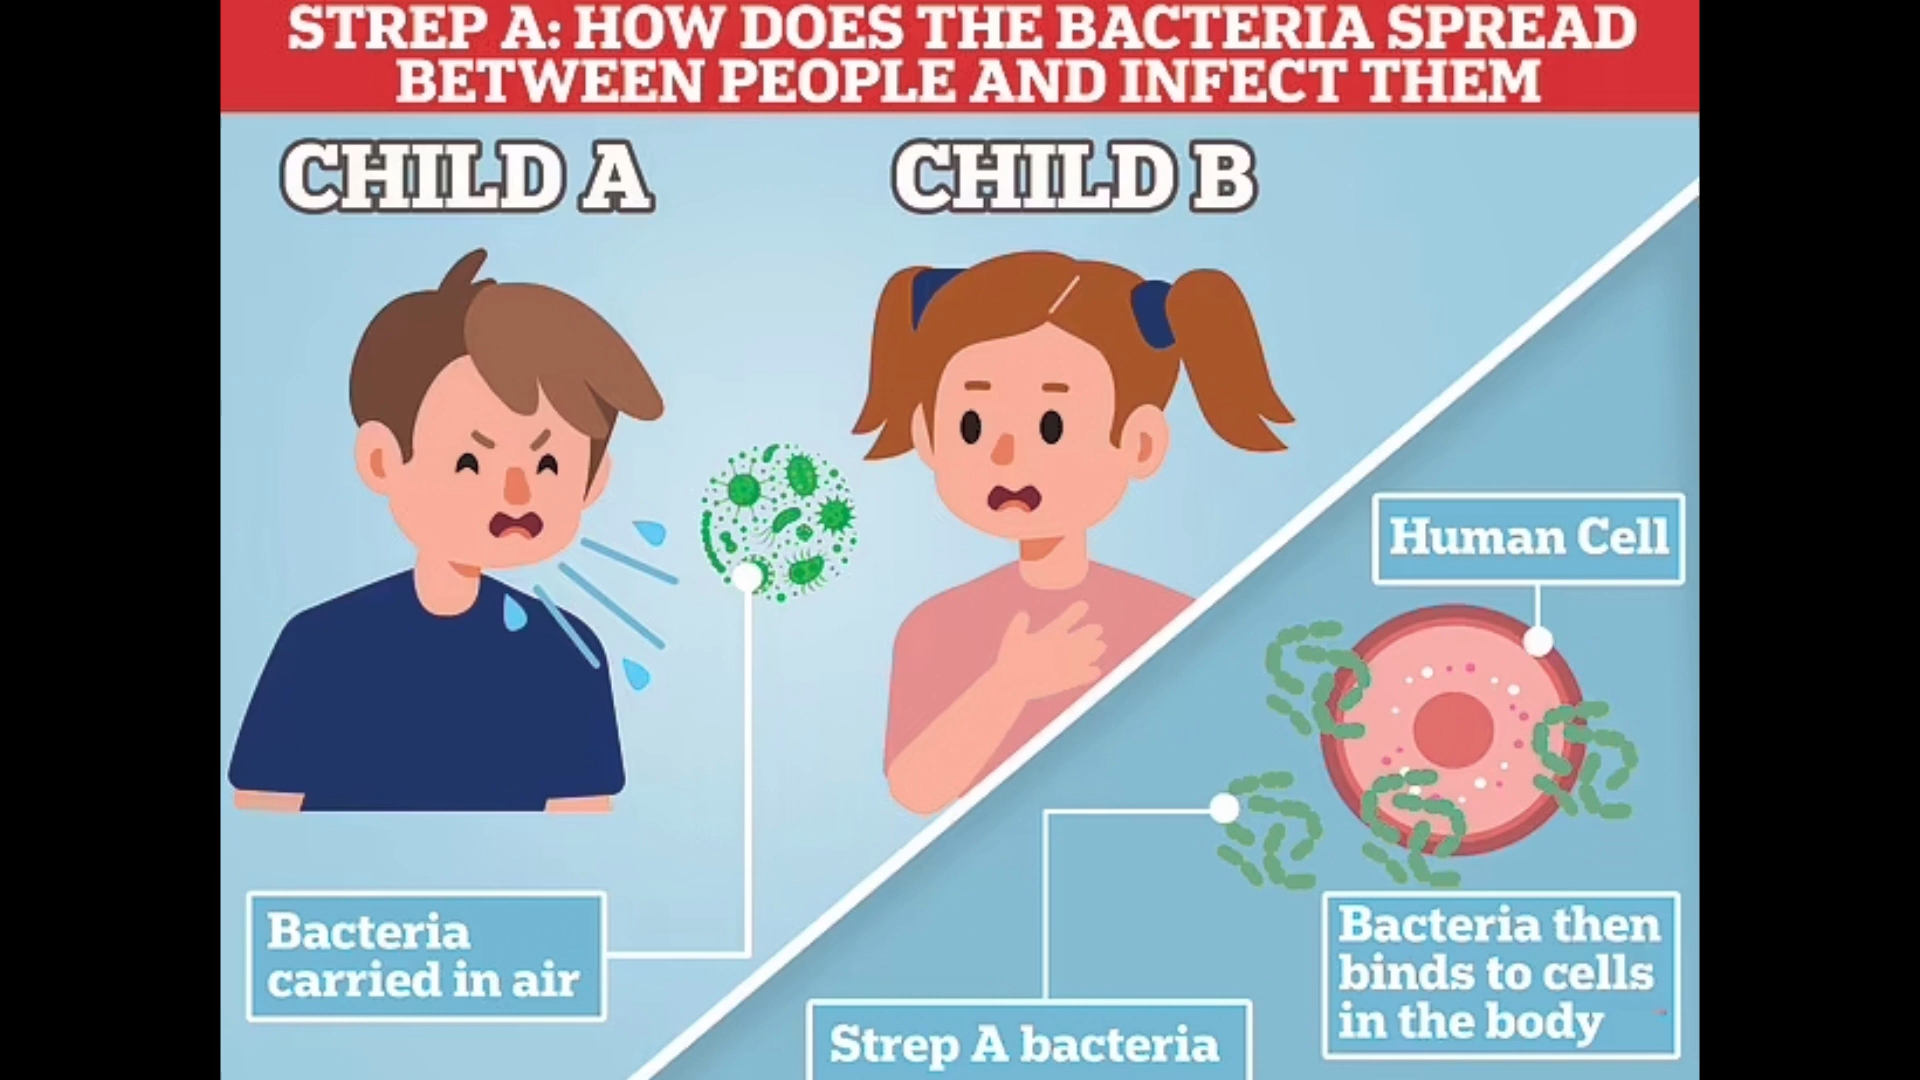 STREP A: HOW DOES THE BACTERIA SPREAD
BETWEEN PEOPLE AND INFECT THEM
CHILD A
CHILD B
Human Cell
Bacteria
carried in air
Strep A bacteria
Bacteria then
binds to cells
in the body